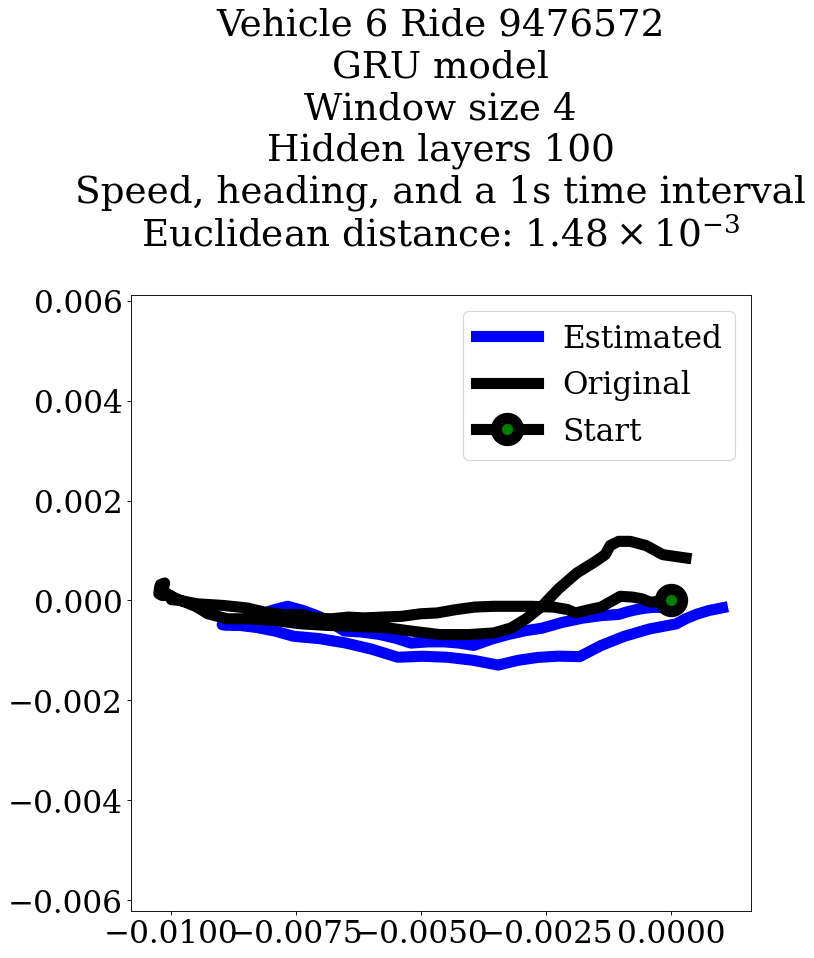 Vehicle 6 Ride 9476572
GRU model
Window size 4
Hidden layers 100
Speed, heading, and a 1s time interval
Euclidean distance: 1.48 × 10⁻³
Estimated
Original
Start
0.006
0.004
0.002
0.000
−0.002
−0.004
−0.006
−0.0100 −0.0075 −0.0050 −0.0025 0.0000